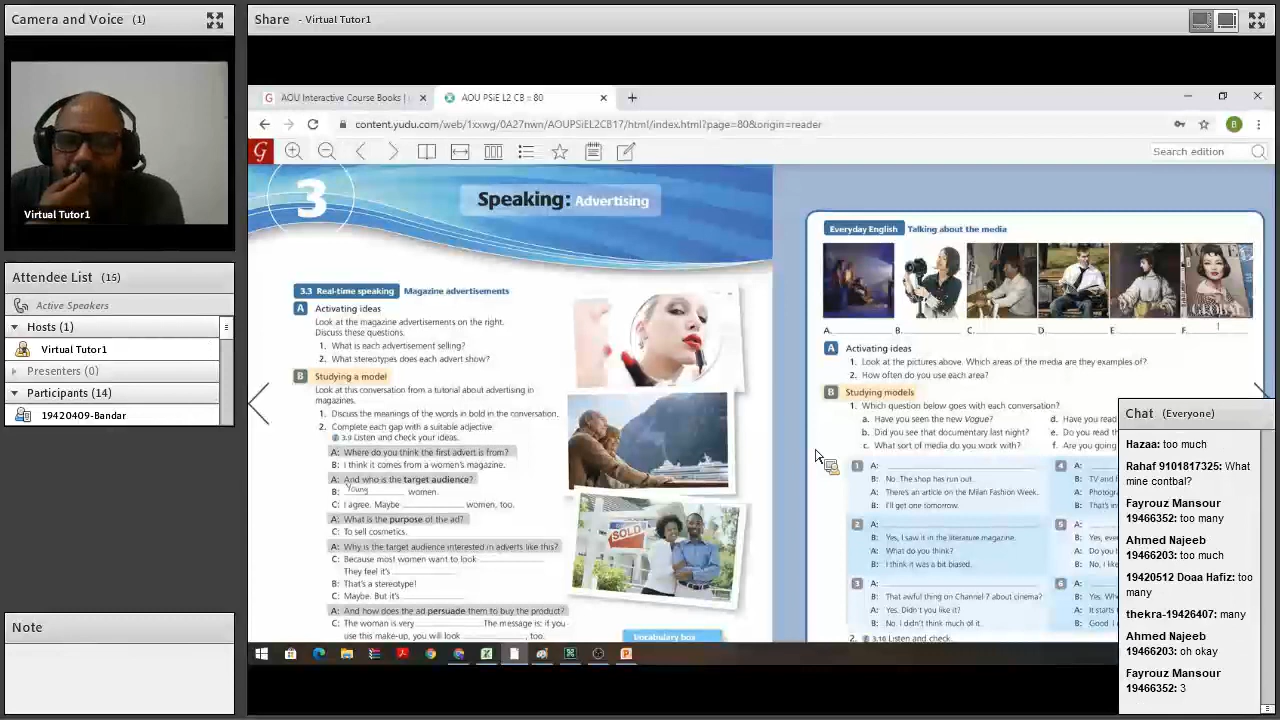 Camera and Voice (1)
Virtual Tutor1
Attendee List (15)
Active Speakers
Hosts (1)
Virtual Tutor1
Presenters (0)
Participants (14)
19420409-Bandar
Note
Share - Virtual Tutor1
AOU Interactive Course Books |
AOU PSiE L2 CB :: 80
content.yudu.com/web/1xxwg/0A27nwn/AOUPSiEL2CB17/html/index.html?page=80&origin=reader
B
G
Search edition
3
Speaking: Advertising
3.3 Real-time speaking Magazine advertisements
A Activating ideas
Look at the magazine advertisements on the right.
Discuss these questions.
1. What is each advertisement selling?
2. What stereotypes does each advert show?
B Studying a model
Look at this conversation from a tutorial about advertising in
magazines.
1. Discuss the meanings of the words in bold in the conversation.
2. Complete each gap with a suitable adjective.
3.9 Listen and check your ideas.
A: Where do you think the first advert is from?
B: I think it comes from a women's magazine.
A: And who is the target audience?
B: Young women.
C: I agree. Maybe women, too.
A: What is the purpose of the ad?
C: To sell cosmetics.
A: Why is the target audience interested in adverts like this?
C: Because most women want to look
They feel it's
B: That's a stereotype!
C: Maybe. But it's
A: And how does the ad persuade them to buy the product?
C: The woman is very The message is: if you
use this make-up, you will look , too.
SOLD
Vocabulary box
Everyday English Talking about the media
A. B. C. D. E. F.
A Activating ideas
1. Look at the pictures above. Which areas of the media are they examples of?
2. How often do you use each area?
B Studying models
1. Which question below goes with each conversation?
a. Have you seen the new Vogue? d. Have you read
b. Did you see that documentary last night? e. Do you read th
c. What sort of media do you work with? f. Are you going
1 A:
B: No. The shop has run out.
A: There's an article on the Milan Fashion Week.
B: I'll get one tomorrow.
2 A:
B: Yes, I saw it in the literature magazine.
A: What do you think?
B: I think it was a bit biased.
3 A:
B: That awful thing on Channel 7 about cinema?
A: Yes. Didn't you like it?
B: No. I didn't think much of it.
4 A:
B: TV and
A: Photogr
B: That's in
5 A:
B: Yes, eve
A: Do you t
B: No, I like
6 A:
B: Yes. Wh
A: It starts
B: Good I
2. 3.10 Listen and check.
Chat (Everyone)
Hazaa: too much
Rahaf 9101817325: What
mine contbal?
Fayrouz Mansour
19466352: too many
Ahmed Najeeb
19466203: too much
19420512 Doaa Hafiz: too
many
thekra-19426407: many
Ahmed Najeeb
19466203: oh okay
Fayrouz Mansour
19466352: 3